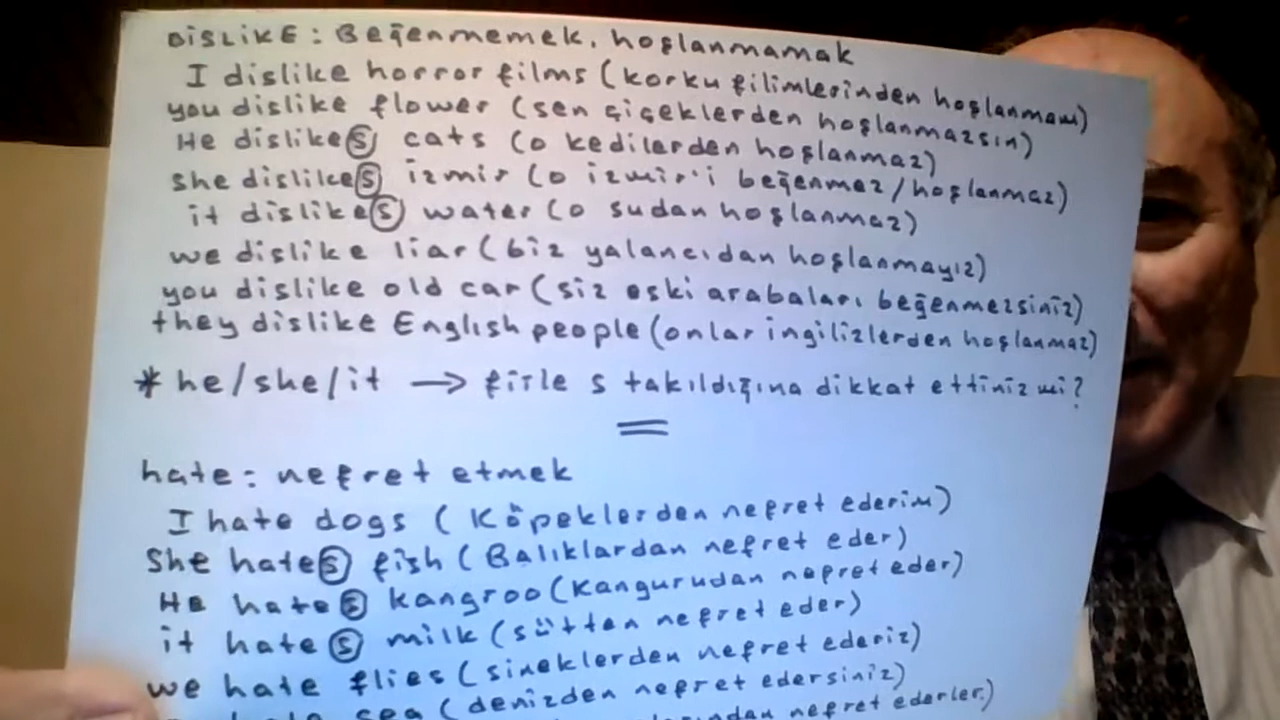 DİSLİKE : Beğenmemek, hoşlanmamak
I dislike horror films (korku filimlerinden hoşlanmam)
you dislike flower (sen çiçeklerden hoşlanmazsın)
He dislikes cats (o kedilerden hoşlanmaz)
she dislikes izmir (o izmir'i beğenmez/hoşlanmaz)
it dislikes water (o sudan hoşlanmaz)
we dislike liar (biz yalancıdan hoşlanmayız)
you dislike old car (siz eski arabaları beğenmezsiniz)
they dislike English people (onlar ingilizlerden hoşlanmaz)
* he/she/it → fiile s takıldığına dikkat ettiniz mi?
hate : nefret etmek
I hate dogs (Köpeklerden nefret ederim)
She hates fish (Balıklardan nefret eder)
He hates kangroo (Kangurudan nefret eder)
it hates milk (sütten nefret eder)
we hate flies (sineklerden nefret ederiz)
sea (denizden nefret edersiniz)
nefret ederler.)